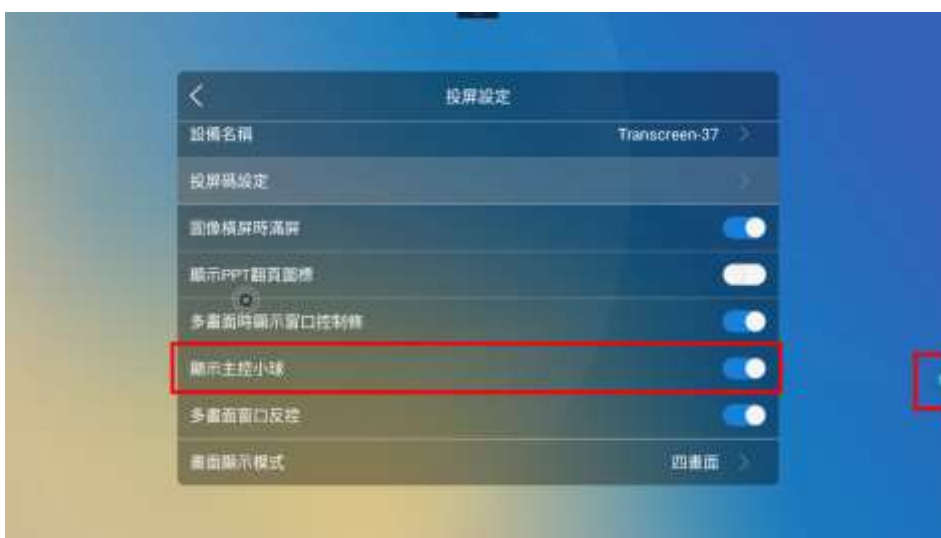 投屏設定
設備名稱 Transcreen-37
投屏碼設定
圖像橫屏時滿屏
顯示PPT翻頁圖標
多畫面時顯示窗口控制條
顯示主控小球
多畫面窗口反控
畫面顯示模式 四畫面